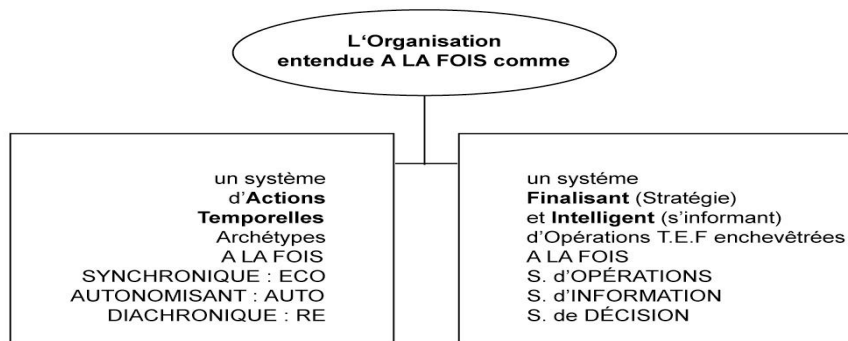 L‘Organisation
entendue A LA FOIS comme
un système
d'Actions
Temporelles
Archétypes
A LA FOIS
SYNCHRONIQUE : ECO
AUTONOMISANT : AUTO
DIACHRONIQUE : RE
un systéme
Finalisant (Stratégie)
et Intelligent (s'informant)
d'Opérations T.E.F enchevêtrées
A LA FOIS
S. d'OPÉRATIONS
S. d'INFORMATION
S. de DÉCISION